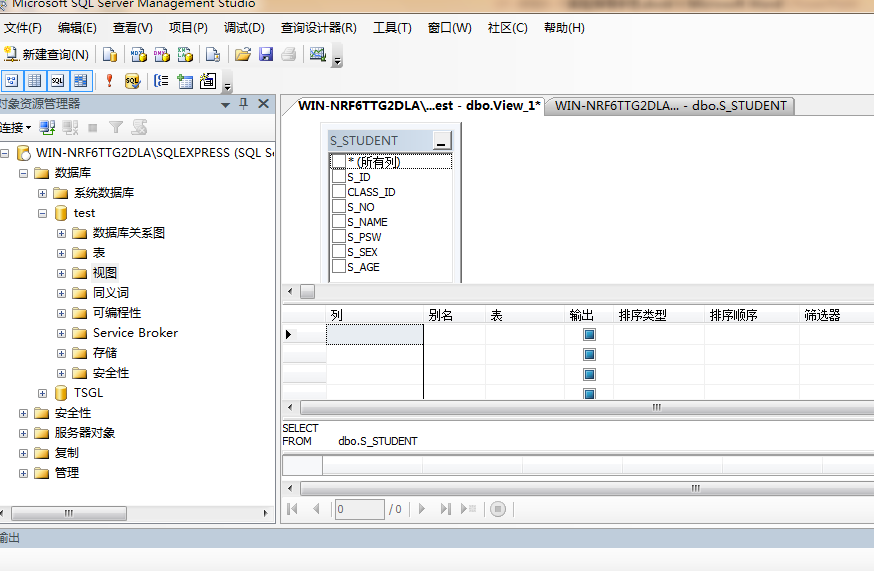 Microsoft SQL Server Management Studio
文件(F) 编辑(E) 查看(V) 项目(P) 调试(D) 查询设计器(R) 工具(T) 窗口(W) 社区(C) 帮助(H)
新建查询(N)
对象资源管理器
连接
WIN-NRF6TTG2DLA\SQLEXPRESS (SQL Se
数据库
系统数据库
test
数据库关系图
表
视图
同义词
可编程性
Service Broker
存储
安全性
TSGL
安全性
服务器对象
复制
管理
WIN-NRF6TTG2DLA\...est - dbo.View_1* WIN-NRF6TTG2DLA... - dbo.S_STUDENT
S_STUDENT
* (所有列)
S_ID
CLASS_ID
S_NO
S_NAME
S_PSW
S_SEX
S_AGE
列 别名 表 输出 排序类型 排序顺序 筛选器
SELECT
FROM dbo.S_STUDENT
0 / 0
输出